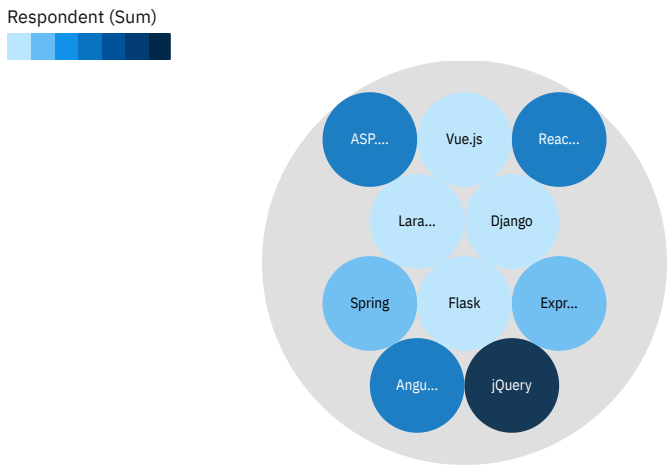 Respondent (Sum)
ASP....
Vue.js
Reac...
Lara...
Django
Spring
Flask
Expr...
Angu...
jQuery